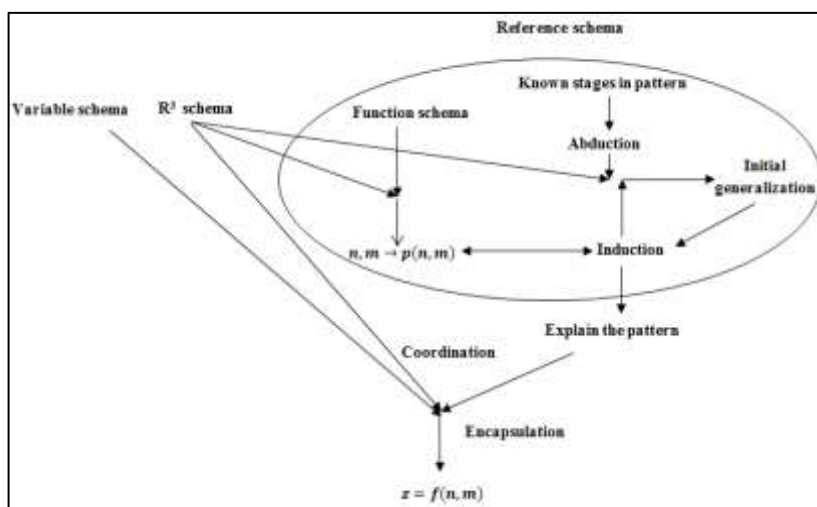 Reference schema
Known stages in pattern
Variable schema
R³ schema
Function schema
Abduction
Initial
generalization
n, m → p(n, m)
Induction
Explain the pattern
Coordination
Encapsulation
z = f(n, m)